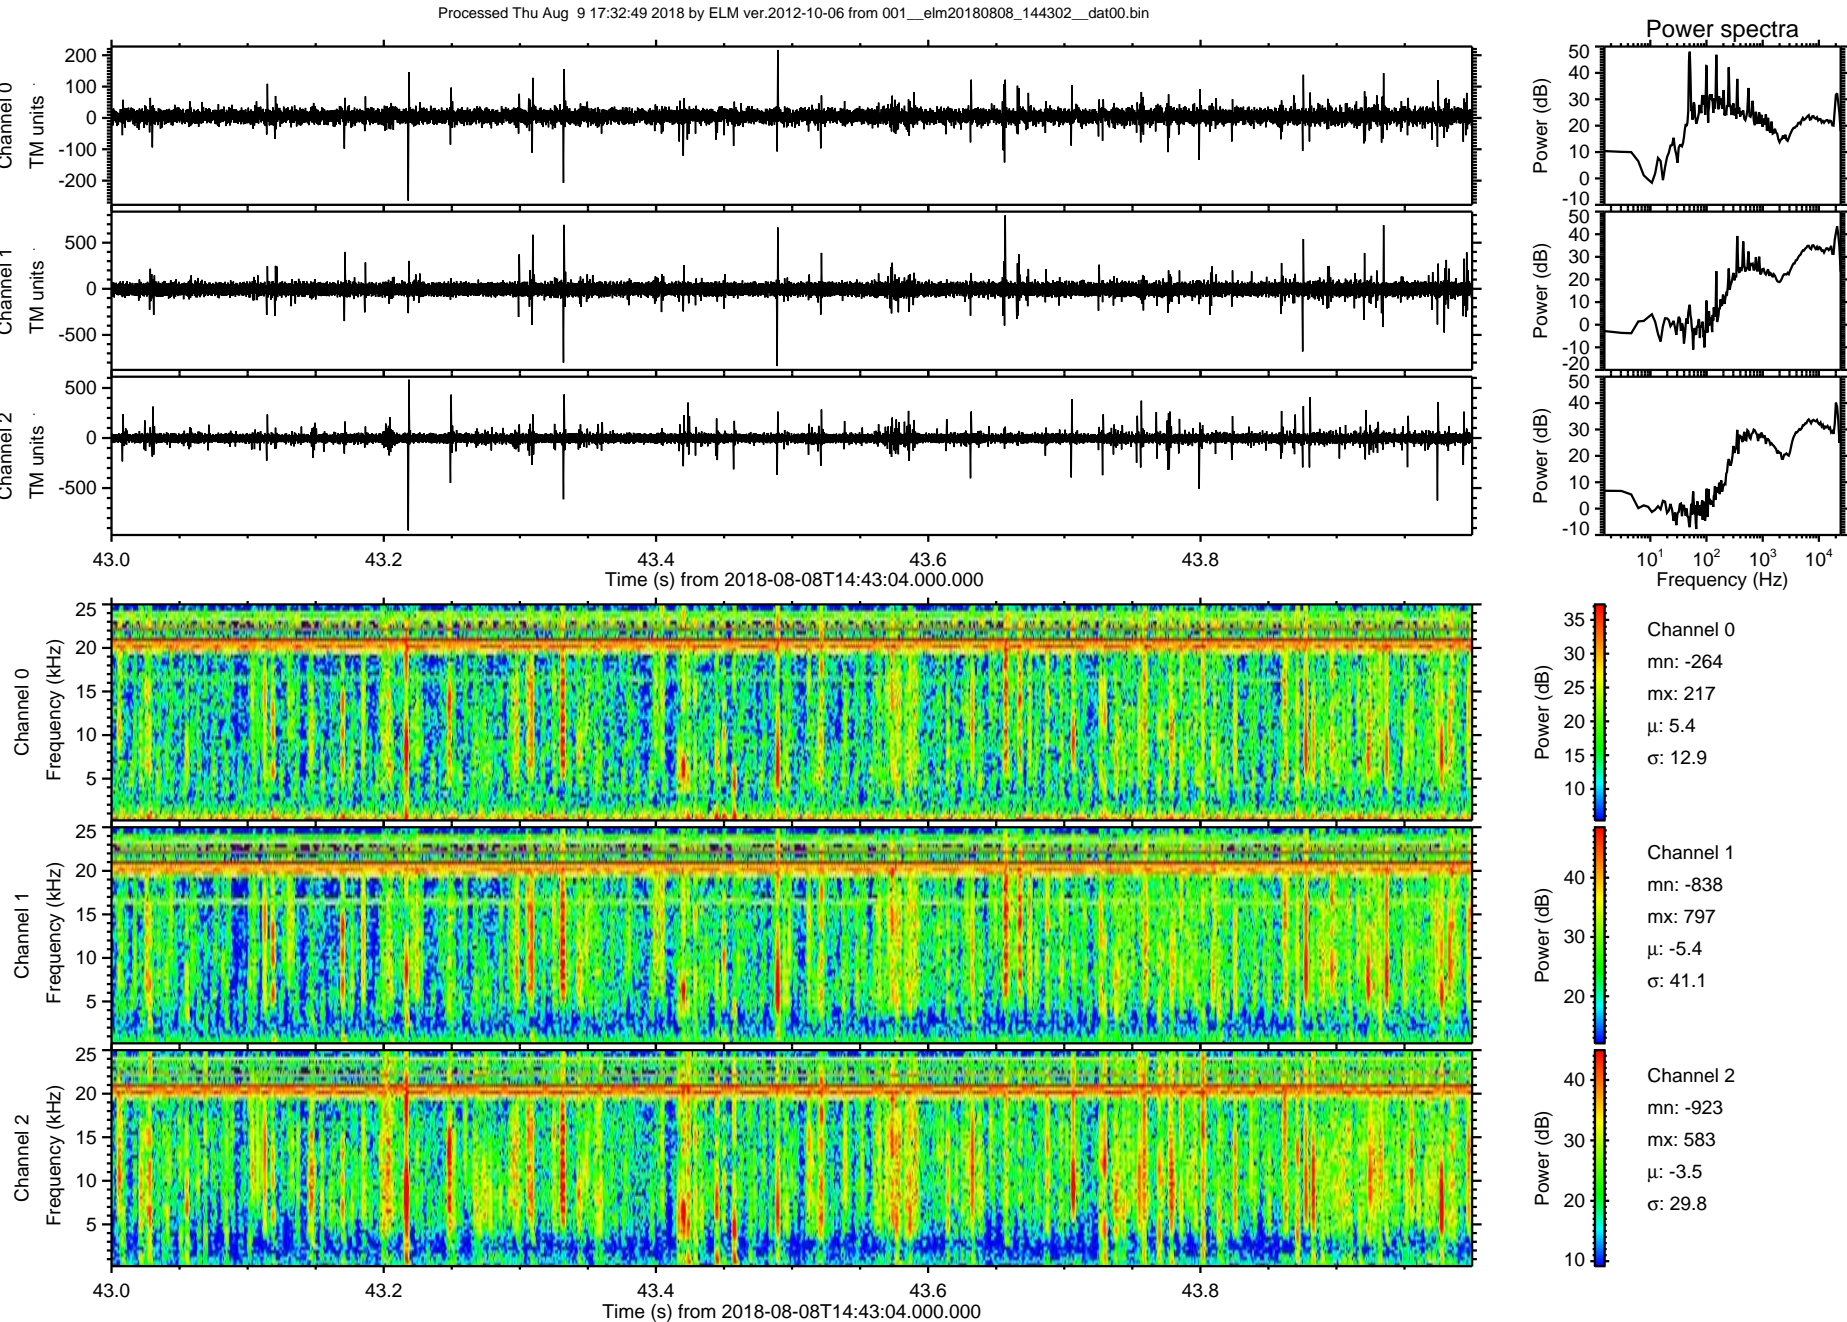 Processed Thu Aug  9 17:32:49 2018 by ELM ver.2012-10-06 from 001__elm20180808_144302__dat00.bin
Power spectra
Channel 0
TM units
200
100
0
-100
-200
Power (dB)
50
40
30
20
10
0
-10
Channel 1
TM units
500
0
-500
Power (dB)
50
40
30
20
10
0
-10
-20
Channel 2
TM units
500
0
-500
Power (dB)
50
40
30
20
10
0
-10
43.0
43.2
43.4
43.6
43.8
Time (s) from 2018-08-08T14:43:04.000.000
10¹
10²
10³
10⁴
Frequency (Hz)
Channel 0
Frequency (kHz)
25
20
15
10
5
Power (dB)
35
30
25
20
15
10
Channel 0
mn: -264
mx: 217
μ: 5.4
σ: 12.9
Channel 1
Frequency (kHz)
25
20
15
10
5
Power (dB)
40
30
20
Channel 1
mn: -838
mx: 797
μ: -5.4
σ: 41.1
Channel 2
Frequency (kHz)
25
20
15
10
5
Power (dB)
40
30
20
10
Channel 2
mn: -923
mx: 583
μ: -3.5
σ: 29.8
43.0
43.2
43.4
43.6
43.8
Time (s) from 2018-08-08T14:43:04.000.000